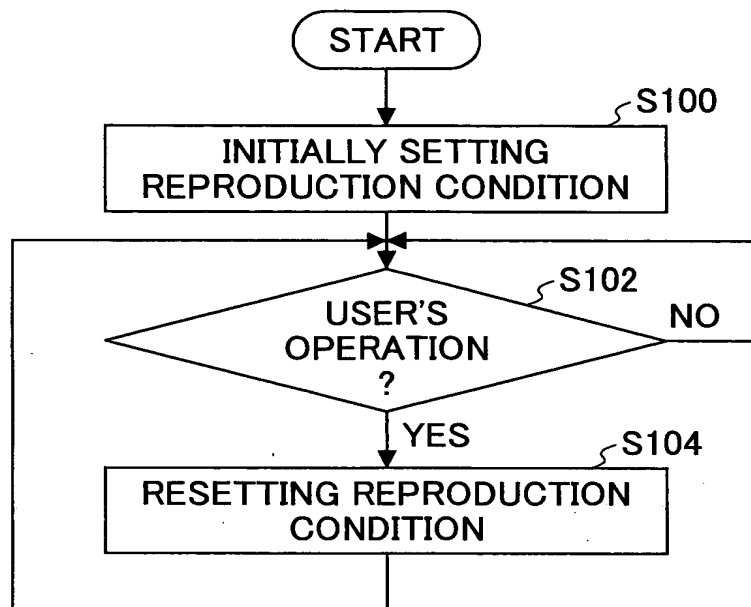 START
S100
INITIALLY SETTING
REPRODUCTION CONDITION
S102
USER'S
OPERATION
?
NO
YES
S104
RESETTING REPRODUCTION
CONDITION